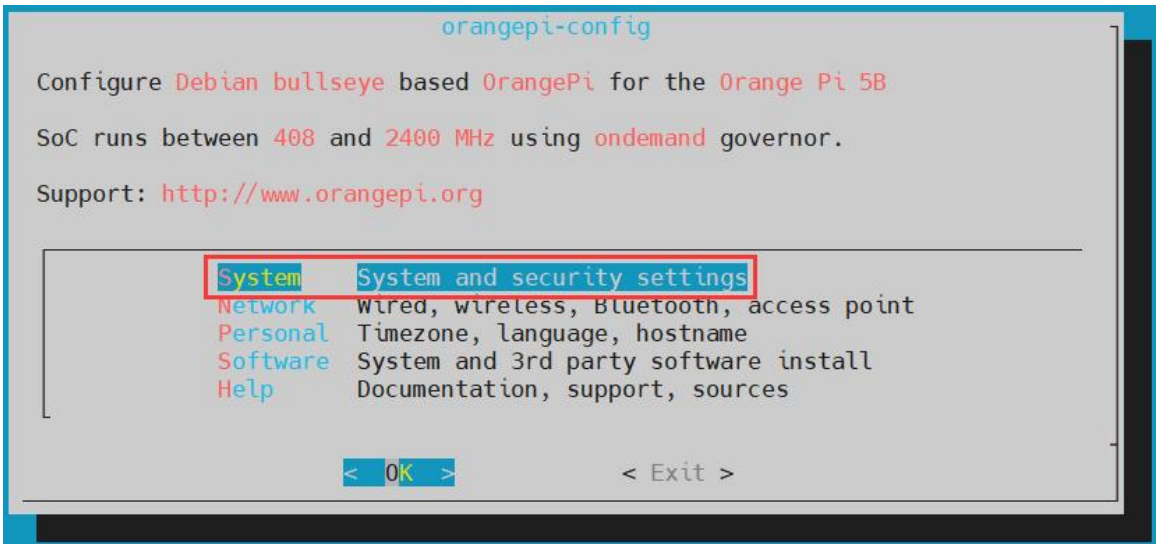 orangepi-config
Configure Debian bullseye based OrangePi for the Orange Pi 5B
SoC runs between 408 and 2400 MHz using ondemand governor.
Support: http://www.orangepi.org
System System and security settings
Network Wired, wireless, Bluetooth, access point
Personal Timezone, language, hostname
Software System and 3rd party software install
Help Documentation, support, sources
< OK > < Exit >